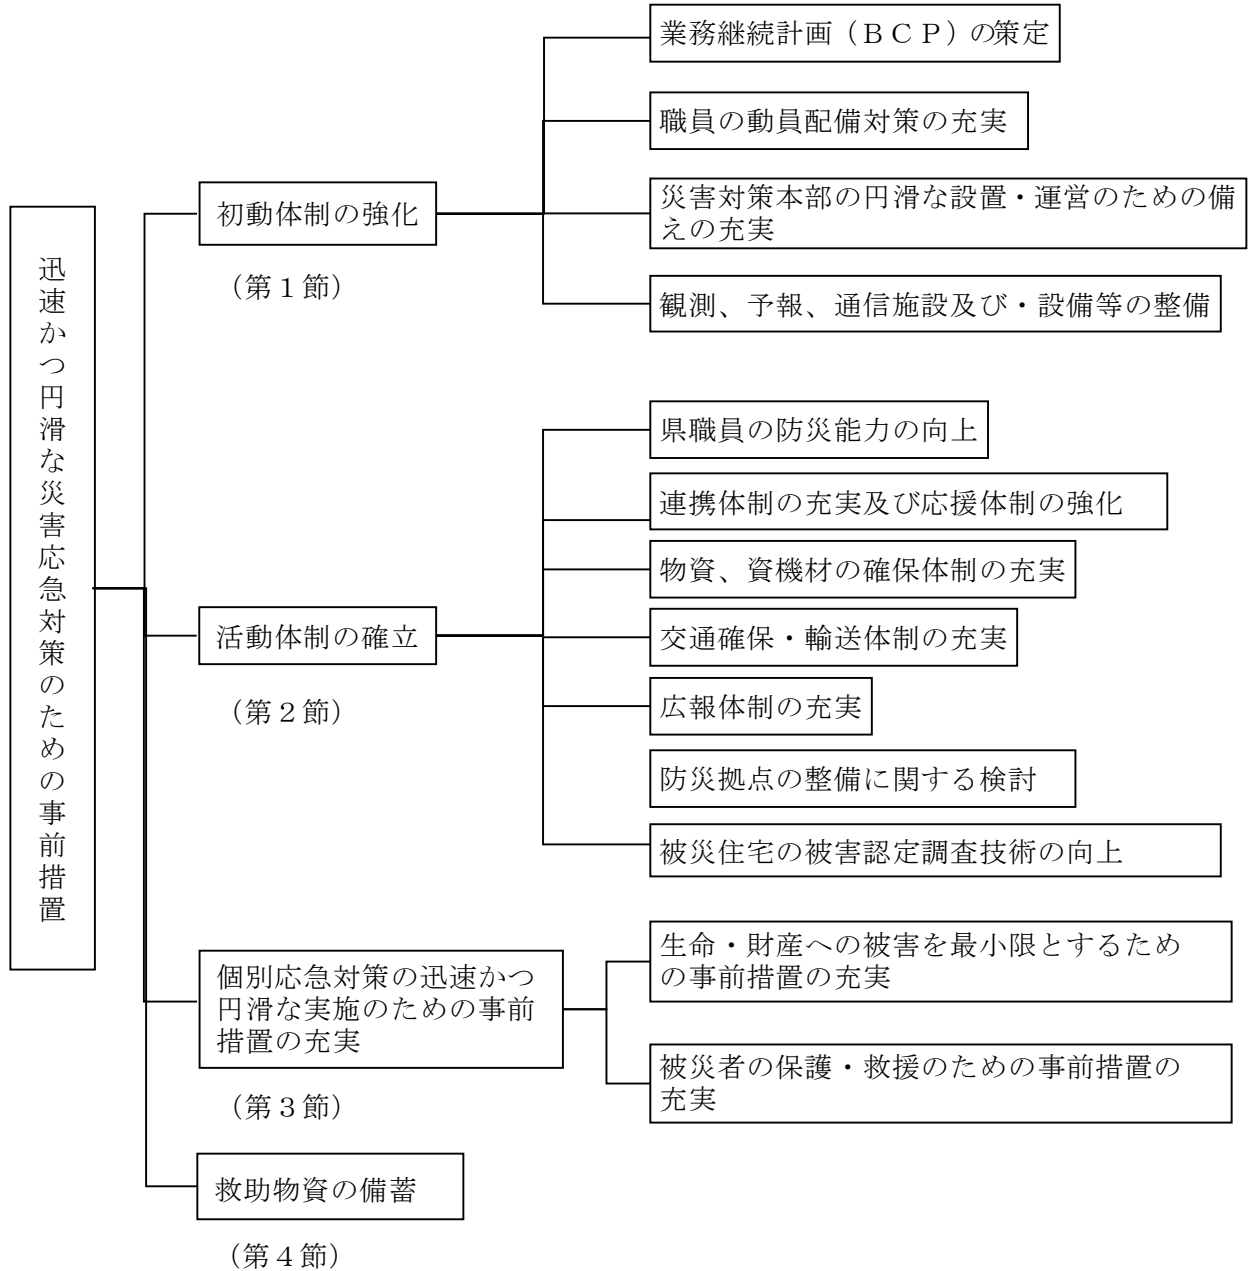 迅速かつ円滑な災害応急対策のための事前措置
初動体制の強化
（第１節）
業務継続計画（ＢＣＰ）の策定
職員の動員配備対策の充実
災害対策本部の円滑な設置・運営のための備
えの充実
観測、予報、通信施設及び・設備等の整備
活動体制の確立
（第２節）
県職員の防災能力の向上
連携体制の充実及び応援体制の強化
物資、資機材の確保体制の充実
交通確保・輸送体制の充実
広報体制の充実
防災拠点の整備に関する検討
被災住宅の被害認定調査技術の向上
個別応急対策の迅速かつ
円滑な実施のための事前
措置の充実
（第３節）
生命・財産への被害を最小限とするため
の事前措置の充実
被災者の保護・救援のための事前措置の
充実
救助物資の備蓄
（第４節）